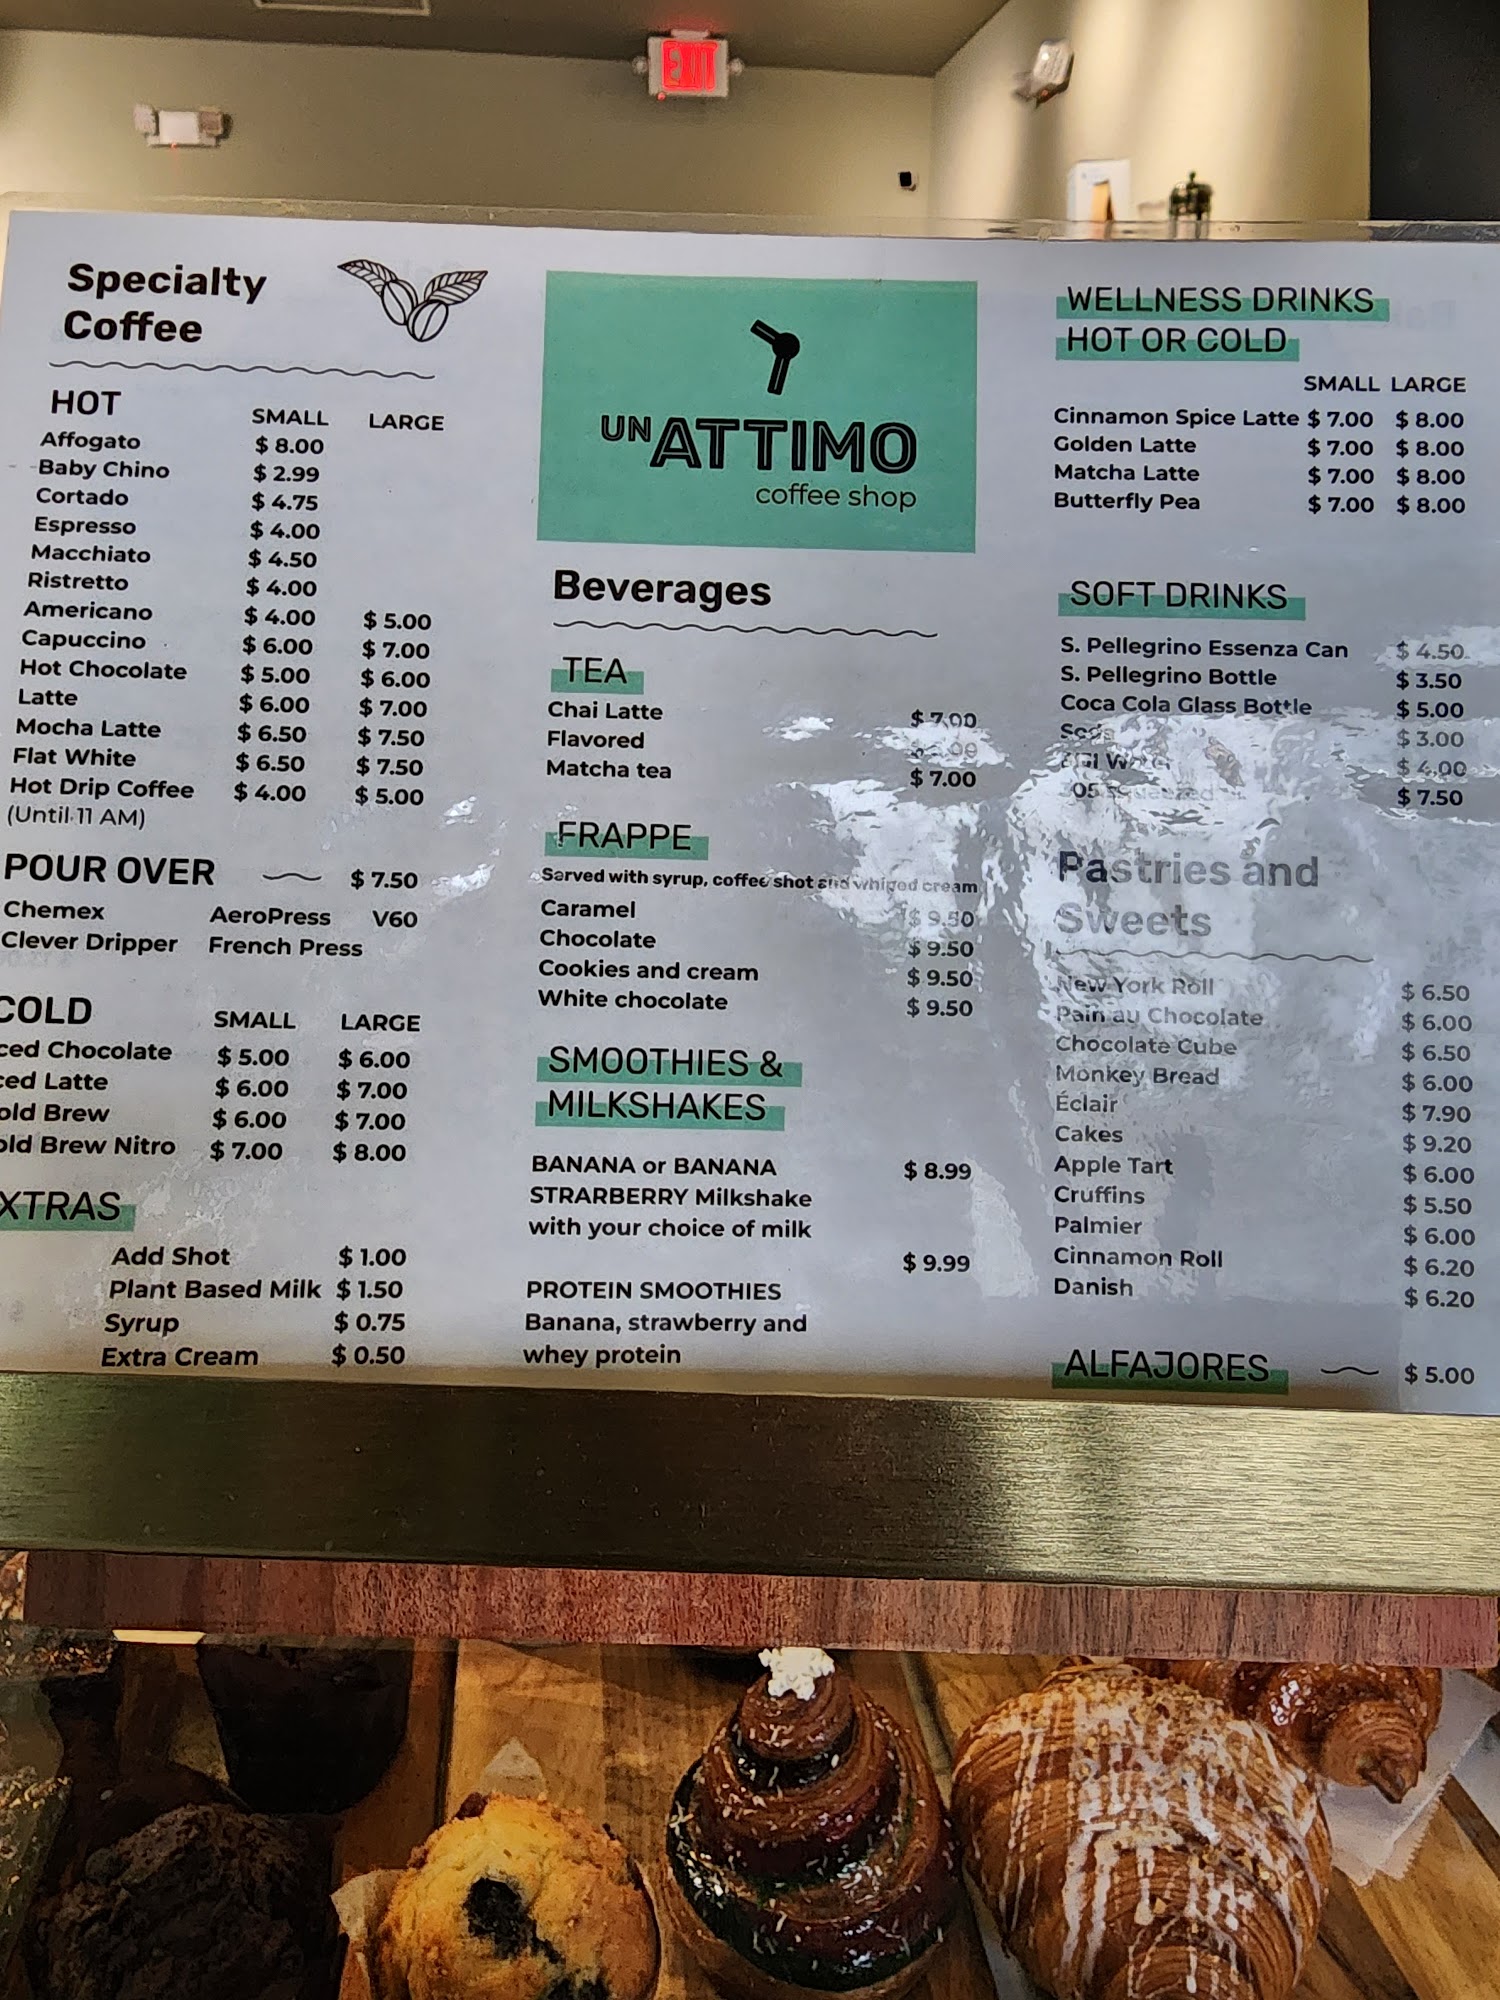 EXIT
Specialty
Coffee
HOT SMALL LARGE
Affogato $ 8.00
Baby Chino $ 2.99
Cortado $ 4.75
Espresso $ 4.00
Macchiato $ 4.50
Ristretto $ 4.00
Americano $ 4.00 $ 5.00
Capuccino $ 6.00 $ 7.00
Hot Chocolate $ 5.00 $ 6.00
Latte $ 6.00 $ 7.00
Mocha Latte $ 6.50 $ 7.50
Flat White $ 6.50 $ 7.50
Hot Drip Coffee $ 4.00 $ 5.00
(Until 11 AM)
POUR OVER $ 7.50
Chemex AeroPress V60
Clever Dripper French Press
COLD SMALL LARGE
ced Chocolate $ 5.00 $ 6.00
ced Latte $ 6.00 $ 7.00
old Brew $ 6.00 $ 7.00
old Brew Nitro $ 7.00 $ 8.00
XTRAS
Add Shot $ 1.00
Plant Based Milk $ 1.50
Syrup $ 0.75
Extra Cream $ 0.50
UN ATTIMO
coffee shop
Beverages
TEA
Chai Latte $ 7.00
Flavored
Matcha tea $ 7.00
FRAPPE
Served with syrup, coffee shot and whiped cream
Caramel $ 9.50
Chocolate $ 9.50
Cookies and cream $ 9.50
White chocolate $ 9.50
SMOOTHIES &
MILKSHAKES
BANANA or BANANA $ 8.99
STRARBERRY Milkshake
with your choice of milk
$ 9.99
PROTEIN SMOOTHIES
Banana, strawberry and
whey protein
WELLNESS DRINKS
HOT OR COLD
SMALL LARGE
Cinnamon Spice Latte $ 7.00 $ 8.00
Golden Latte $ 7.00 $ 8.00
Matcha Latte $ 7.00 $ 8.00
Butterfly Pea $ 7.00 $ 8.00
SOFT DRINKS
S. Pellegrino Essenza Can $ 4.50
S. Pellegrino Bottle $ 3.50
Coca Cola Glass Bottle $ 5.00
Soda $ 3.00
$ 4.00
305 Squeezed $ 7.50
Pastries and
Sweets
New York Roll $ 6.50
Pain au Chocolate $ 6.00
Chocolate Cube $ 6.50
Monkey Bread $ 6.00
Éclair $ 7.90
Cakes $ 9.20
Apple Tart $ 6.00
Cruffins $ 5.50
Palmier $ 6.00
Cinnamon Roll $ 6.20
Danish $ 6.20
ALFAJORES $ 5.00